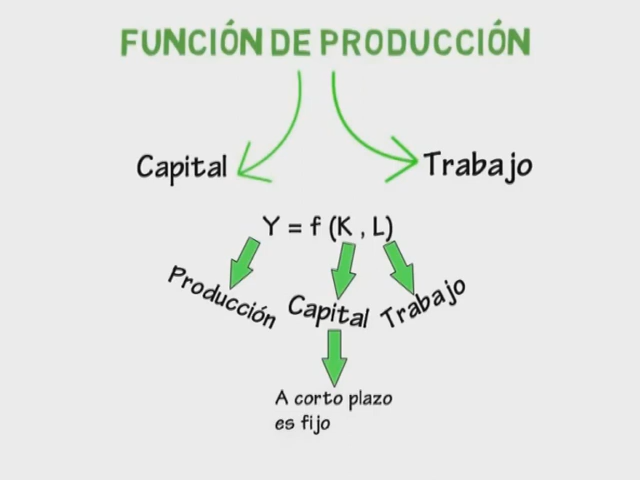 FUNCIÓN DE PRODUCCIÓN
Capital
Trabajo
Y = f (K , L)
Producción
Capital
Trabajo
A corto plazo
es fijo